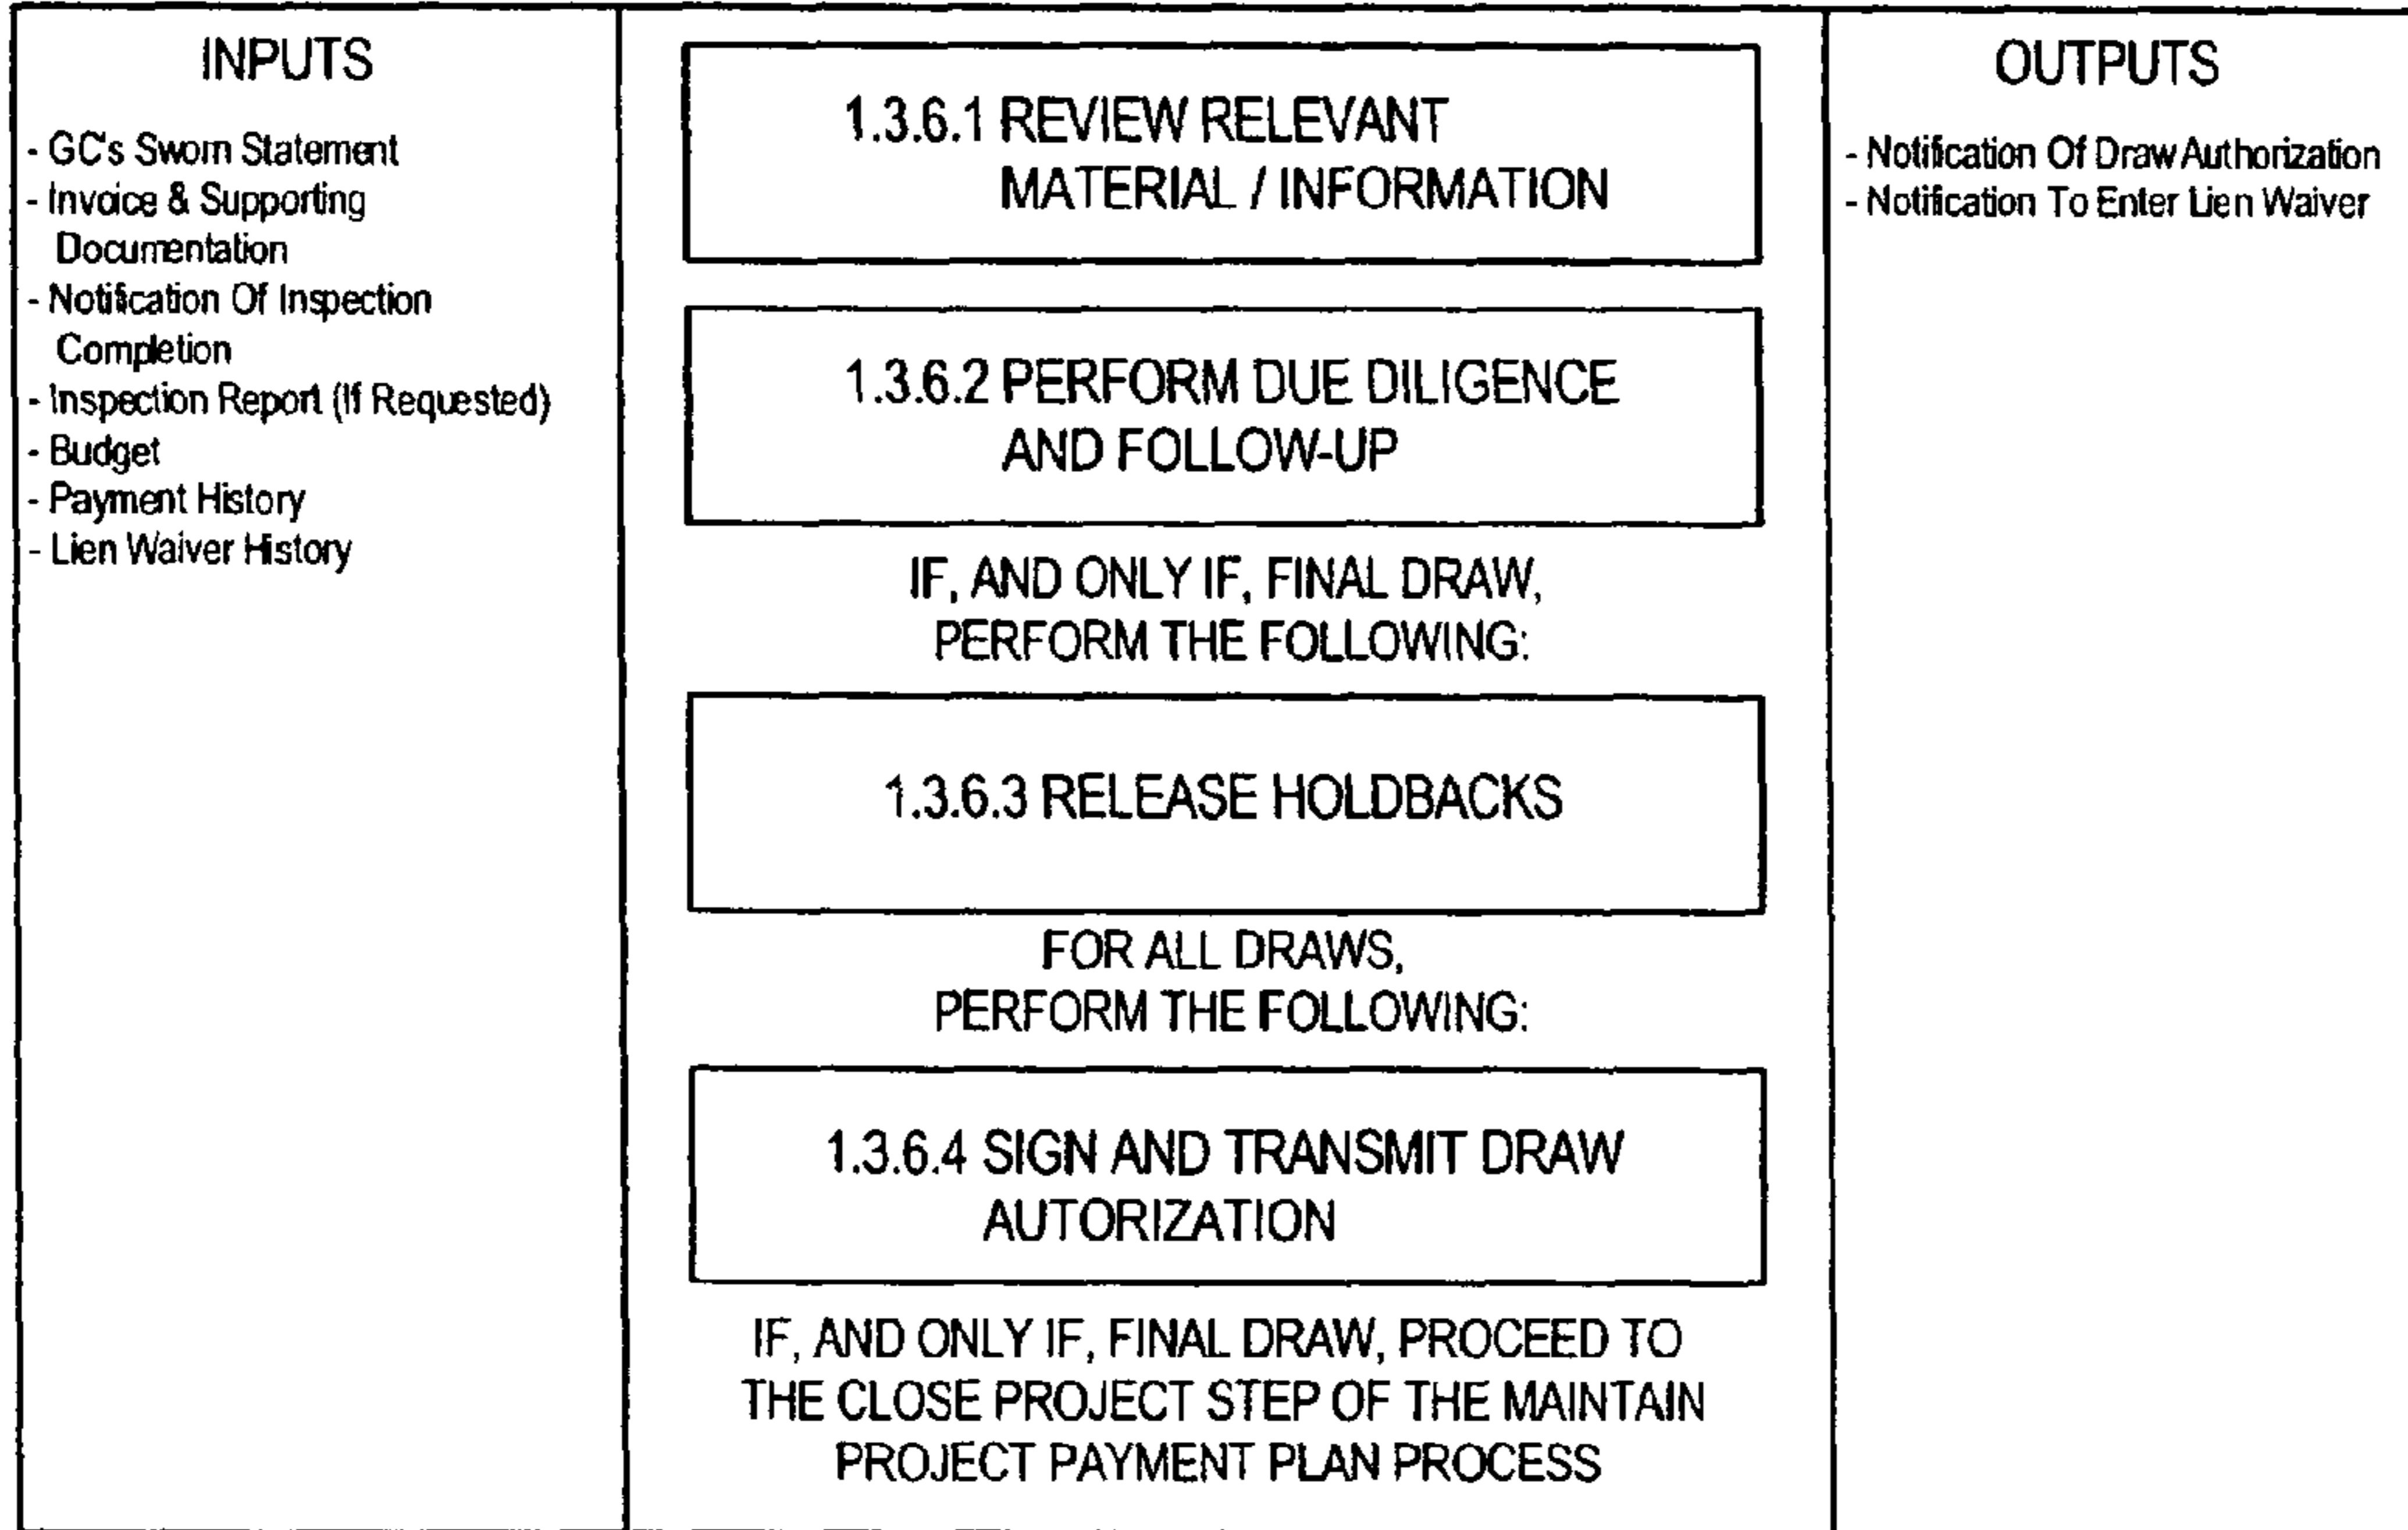 INPUTS
- GC's Sworn Statement
- Invoice & Supporting
Documentation
- Notification Of Inspection
Completion
- Inspection Report (If Requested)
- Budget
- Payment History
- Lien Waiver History
1.3.6.1 REVIEW RELEVANT
MATERIAL / INFORMATION
1.3.6.2 PERFORM DUE DILIGENCE
AND FOLLOW-UP
IF, AND ONLY IF, FINAL DRAW,
PERFORM THE FOLLOWING:
1.3.6.3 RELEASE HOLDBACKS
FOR ALL DRAWS,
PERFORM THE FOLLOWING:
1.3.6.4 SIGN AND TRANSMIT DRAW
AUTORIZATION
IF, AND ONLY IF, FINAL DRAW, PROCEED TO
THE CLOSE PROJECT STEP OF THE MAINTAIN
PROJECT PAYMENT PLAN PROCESS
OUTPUTS
- Notification Of Draw Authorization
- Notification To Enter Lien Waiver